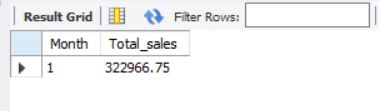 Result Grid Filter Rows:
Month Total_sales
1 322966.75